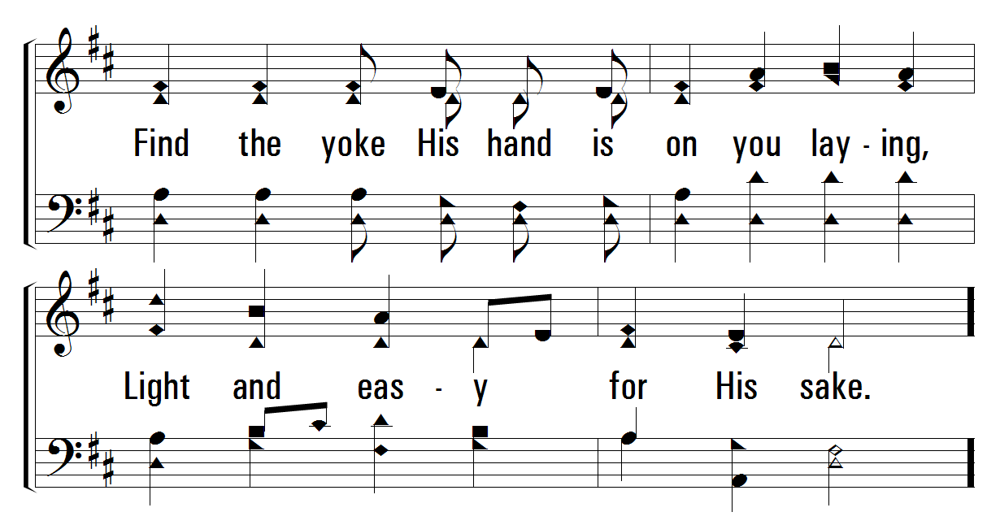 Find the yoke His hand is on you lay - ing,
Light and eas - y for His sake.